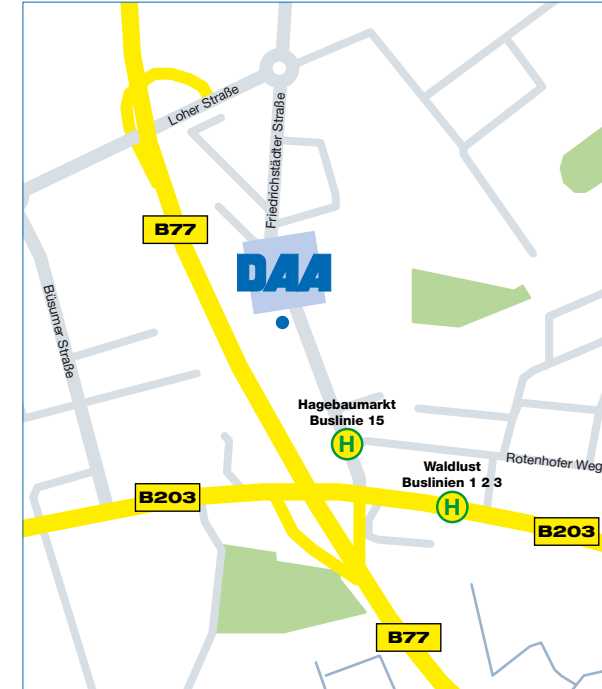 Loher Straße
Friedrichstädter Straße
B77
DAA
Büsumer Straße
Hagebaumarkt
Buslinie 15
H
Rotenhofer Weg
Waldlust
Buslinien 1 2 3
H
B203
B203
B77